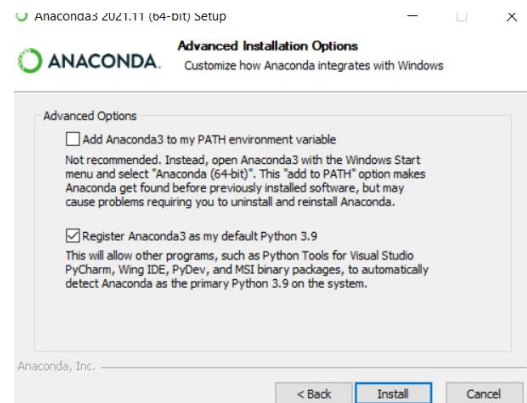 Anaconda3 2021.11 (64-bit) Setup
ANACONDA.
Advanced Installation Options
Customize how Anaconda integrates with Windows
Advanced Options
Add Anaconda3 to my PATH environment variable
Not recommended. Instead, open Anaconda3 with the Windows Start
menu and select "Anaconda (64-bit)". This "add to PATH" option makes
Anaconda get found before previously installed software, but may
cause problems requiring you to uninstall and reinstall Anaconda.
Register Anaconda3 as my default Python 3.9
This will allow other programs, such as Python Tools for Visual Studio
PyCharm, Wing IDE, PyDev, and MSI binary packages, to automatically
detect Anaconda as the primary Python 3.9 on the system.
Anaconda, Inc.
< Back Install Cancel